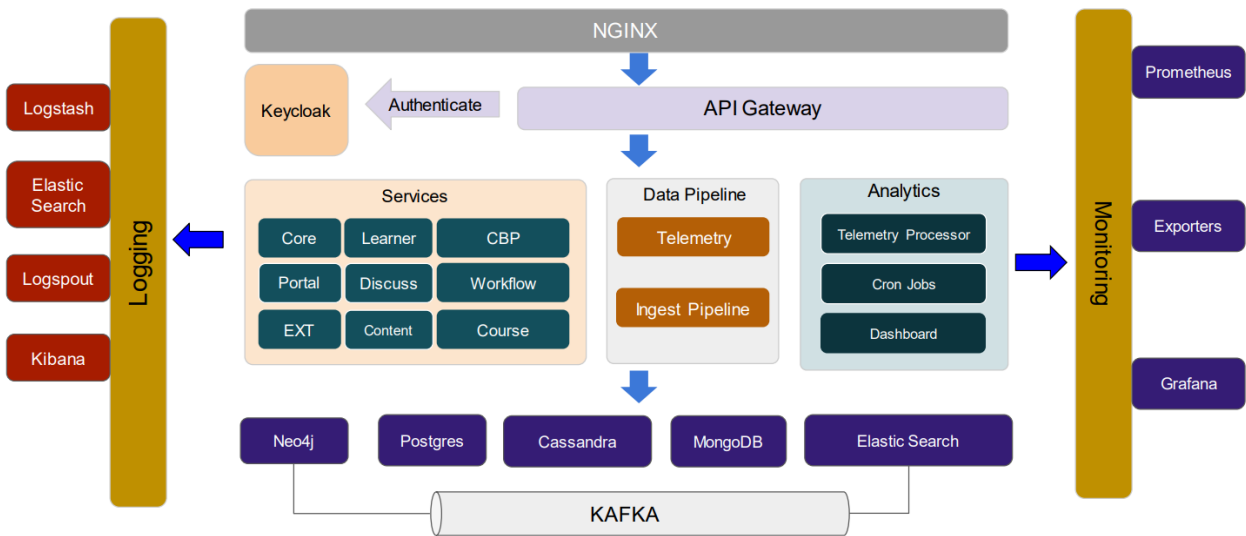 NGINX
Keycloak
Authenticate
API Gateway
Logstash
Elastic
Search
Logspout
Kibana
Logging
Services
Core
Learner
CBP
Portal
Discuss
Workflow
EXT
Content
Course
Data Pipeline
Telemetry
Ingest Pipeline
Analytics
Telemetry Processor
Cron Jobs
Dashboard
Monitoring
Prometheus
Exporters
Grafana
Neo4j
Postgres
Cassandra
MongoDB
Elastic Search
KAFKA